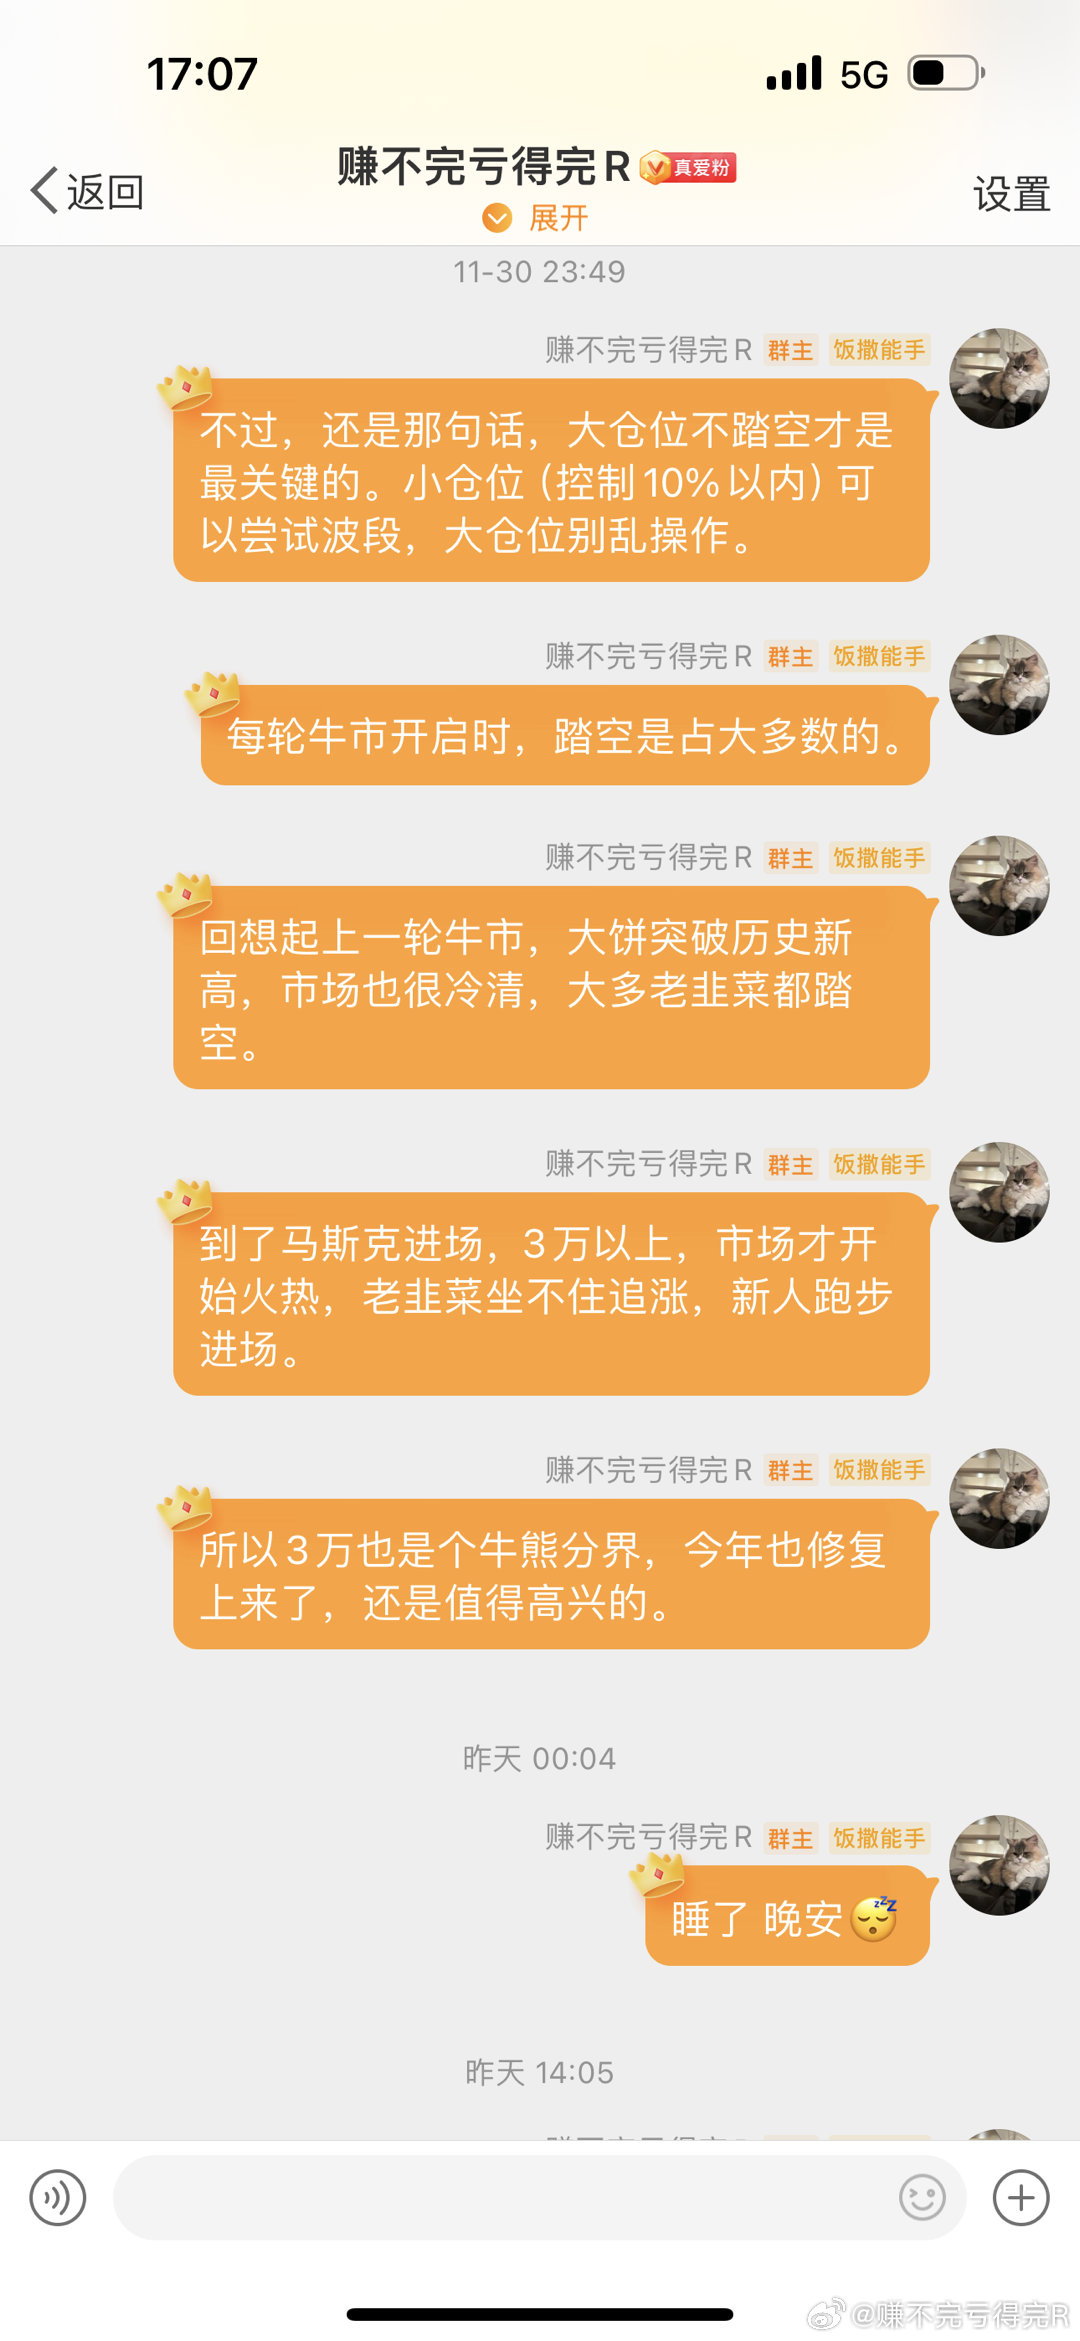 17:07
5G
返回
赚不完亏得完R
真爱粉
展开
设置
11-30 23:49
赚不完亏得完R 群主 饭撒能手
不过，还是那句话，大仓位不踏空才是
最关键的。小仓位（控制10%以内）可
以尝试波段，大仓位别乱操作。
赚不完亏得完R 群主 饭撒能手
每轮牛市开启时，踏空是占大多数的。
赚不完亏得完R 群主 饭撒能手
回想起上一轮牛市，大饼突破历史新
高，市场也很冷清，大多老韭菜都踏
空。
赚不完亏得完R 群主 饭撒能手
到了马斯克进场，3万以上，市场才开
始火热，老韭菜坐不住追涨，新人跑步
进场。
赚不完亏得完R 群主 饭撒能手
所以3万也是个牛熊分界，今年也修复
上来了，还是值得高兴的。
昨天 00:04
赚不完亏得完R 群主 饭撒能手
睡了 晚安
昨天 14:05
@赚不完亏得完R